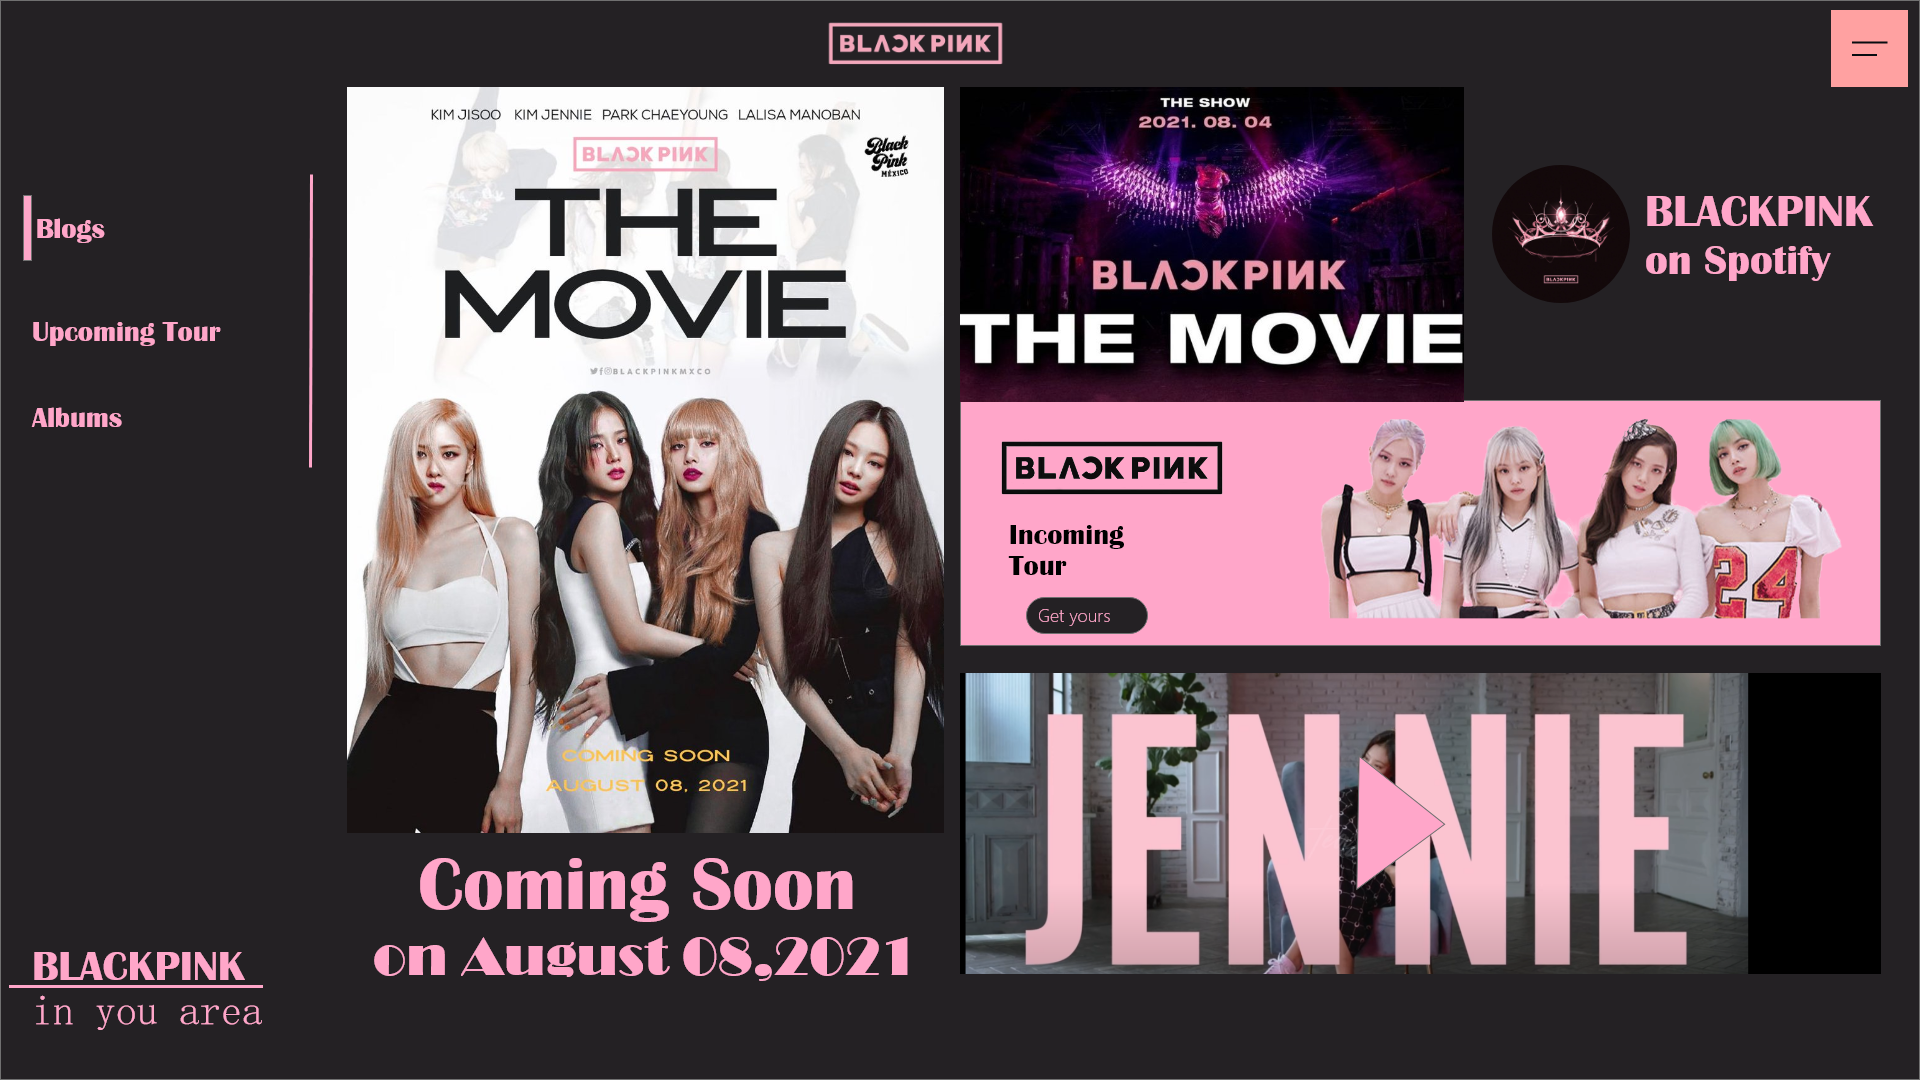 BLACKPINK
Blogs
Upcoming Tour
Albums
BLACKPINK
in you area
KIM JISOO KIM JENNIE PARK CHAEYOUNG LALISA MANOBAN
BLACKPINK
Black
Pink
MÉXICO
THE
MOVIE
BLACKPINKMXCO
COMING SOON
AUGUST 08, 2021
Coming Soon
on August 08,2021
THE SHOW
2021. 08. 04
BLACKPINK
THE MOVIE
BLACKPINK
BLACKPINK
on Spotify
BLACKPINK
Incoming
Tour
Get yours
24
JENNIE